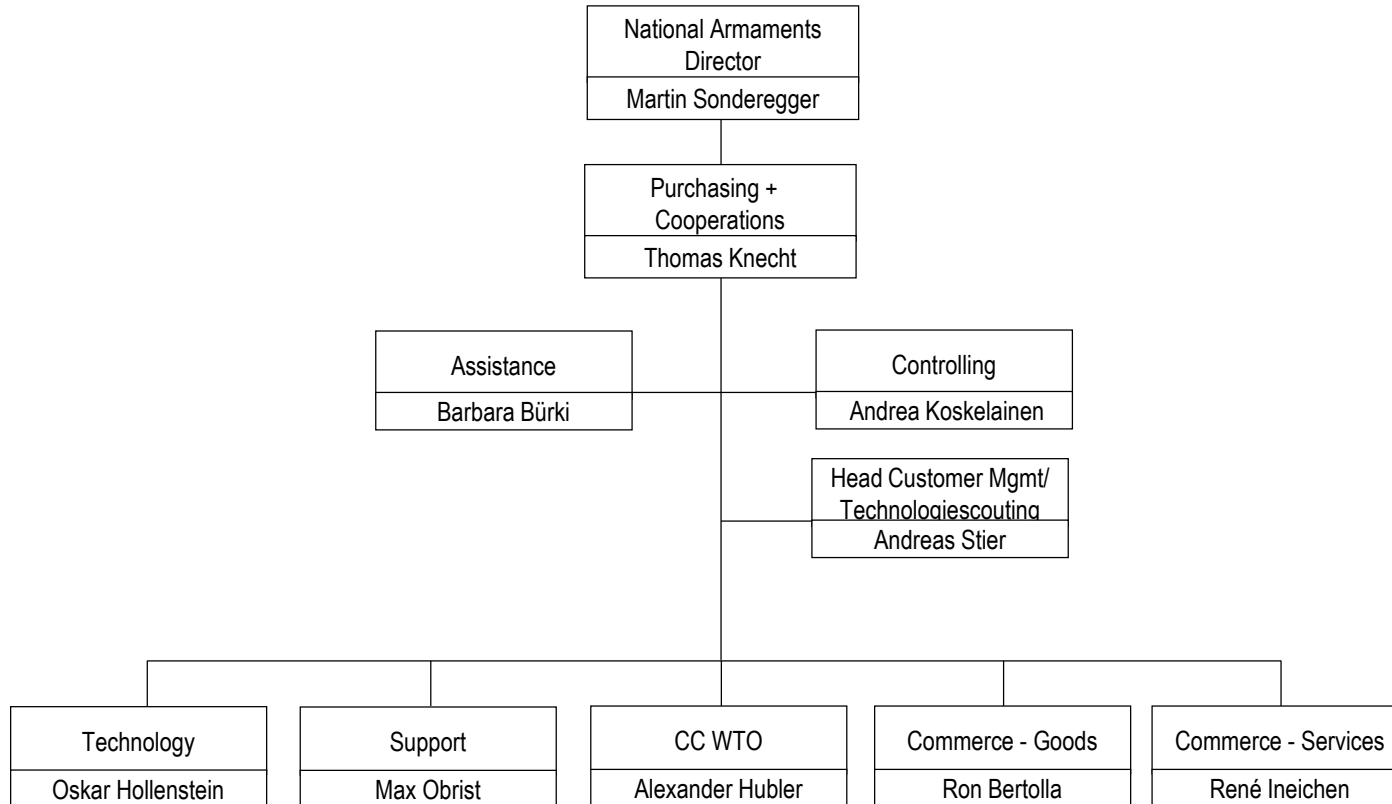 National Armaments
Director
Martin Sonderegger
Purchasing +
Cooperations
Thomas Knecht
Assistance
Barbara Bürki
Controlling
Andrea Koskelainen
Head Customer Mgmt/
Technologiescouting
Andreas Stier
Technology
Oskar Hollenstein
Support
Max Obrist
CC WTO
Alexander Hubler
Commerce - Goods
Ron Bertolla
Commerce - Services
René Ineichen